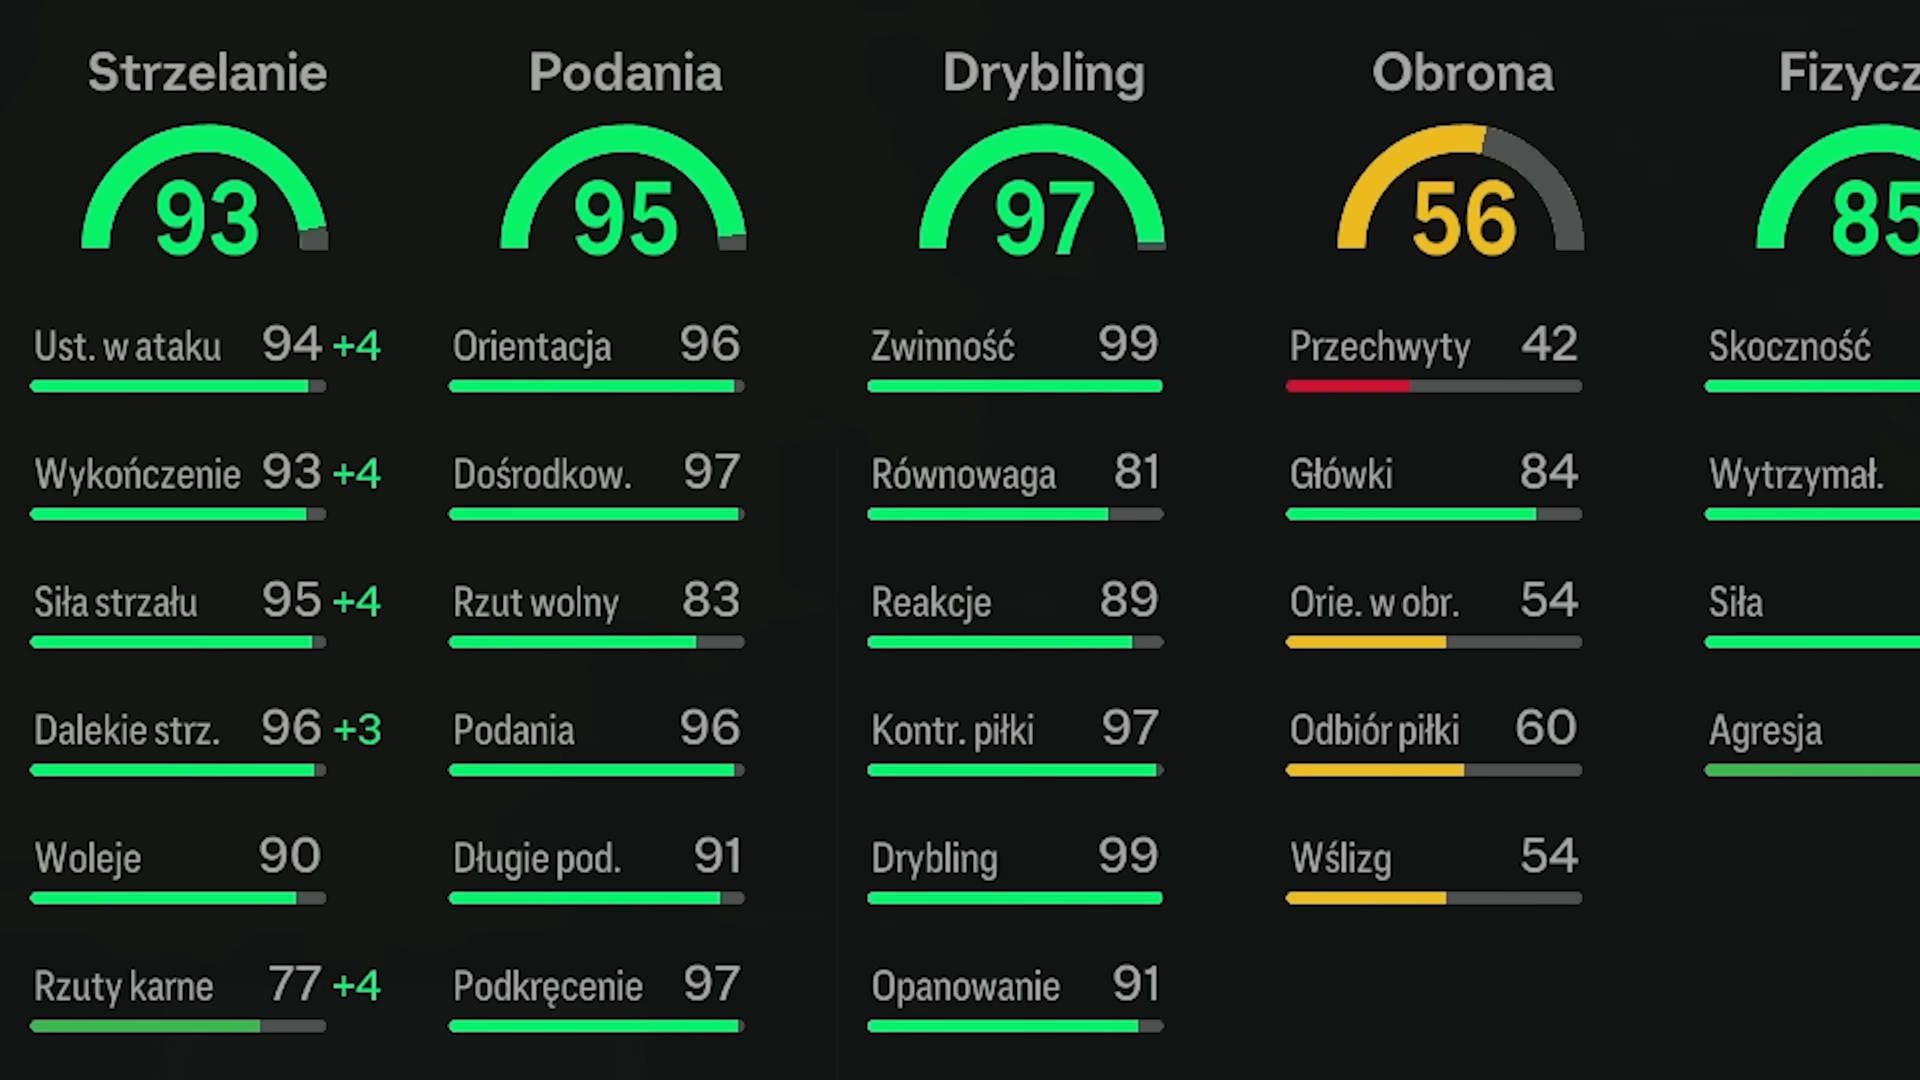 Strzelanie Podania Drybling Obrona Fizycz
93 95 97 56 85
Ust. w ataku 94 +4 Orientacja 96 Zwinność 99 Przechwyty 42 Skoczność
Wykończenie 93 +4 Dośrodkow. 97 Równowaga 81 Główki 84 Wytrzymał.
Siła strzału 95 +4 Rzut wolny 83 Reakcje 89 Orie. w obr. 54 Siła
Dalekie strz. 96 +3 Podania 96 Kontr. piłki 97 Odbiór piłki 60 Agresja
Woleje 90 Długie pod. 91 Drybling 99 Wślizg 54
Rzuty karne 77 +4 Podkręcenie 97 Opanowanie 91